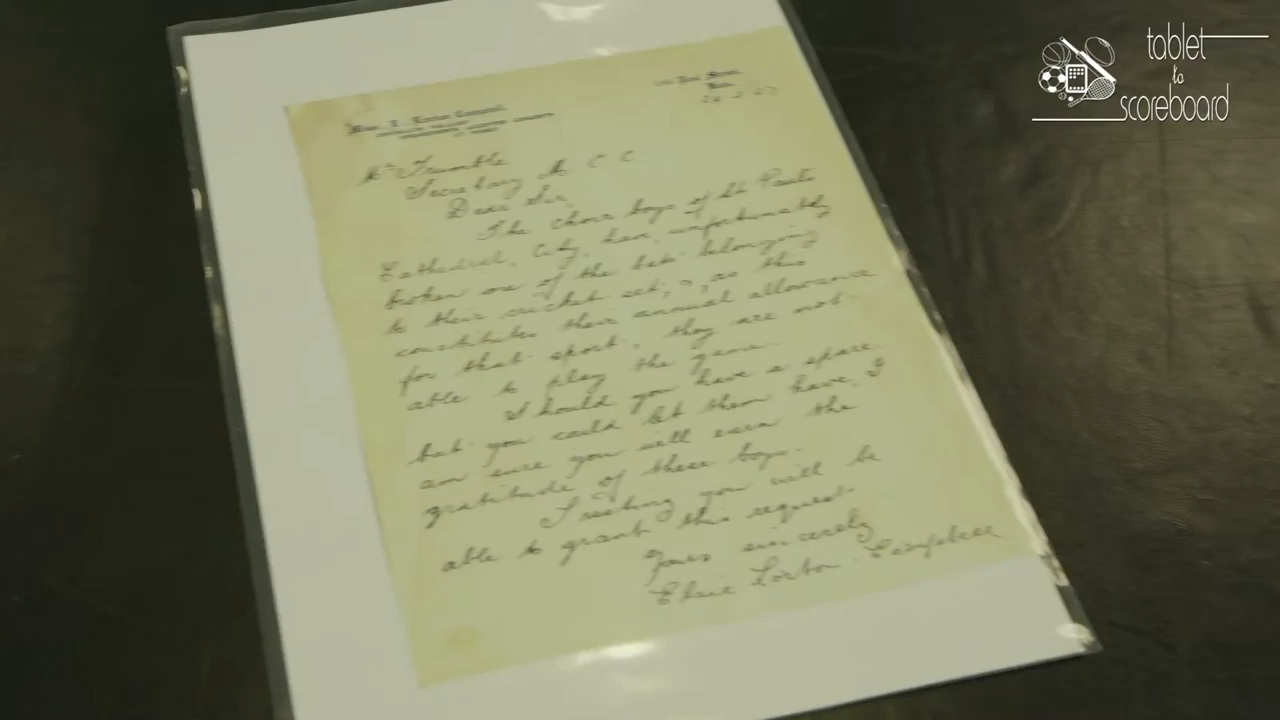 tablet
to
scoreboard
Mr Trumble
Secretary M C C
Dear Sir,
The choir boys of St Pauls
Cathedral, City, have unfortunately
broken one of the bats belonging
to their cricket set, as this
constitutes their annual allowance
for that sport, they are not
able to play the game.
Should you have a spare
bat you could let them have, I
am sure you will earn the
gratitude of these boys.
Trusting you will be
able to grant this request
Yours sincerely
Elsie Lorton-Campbell